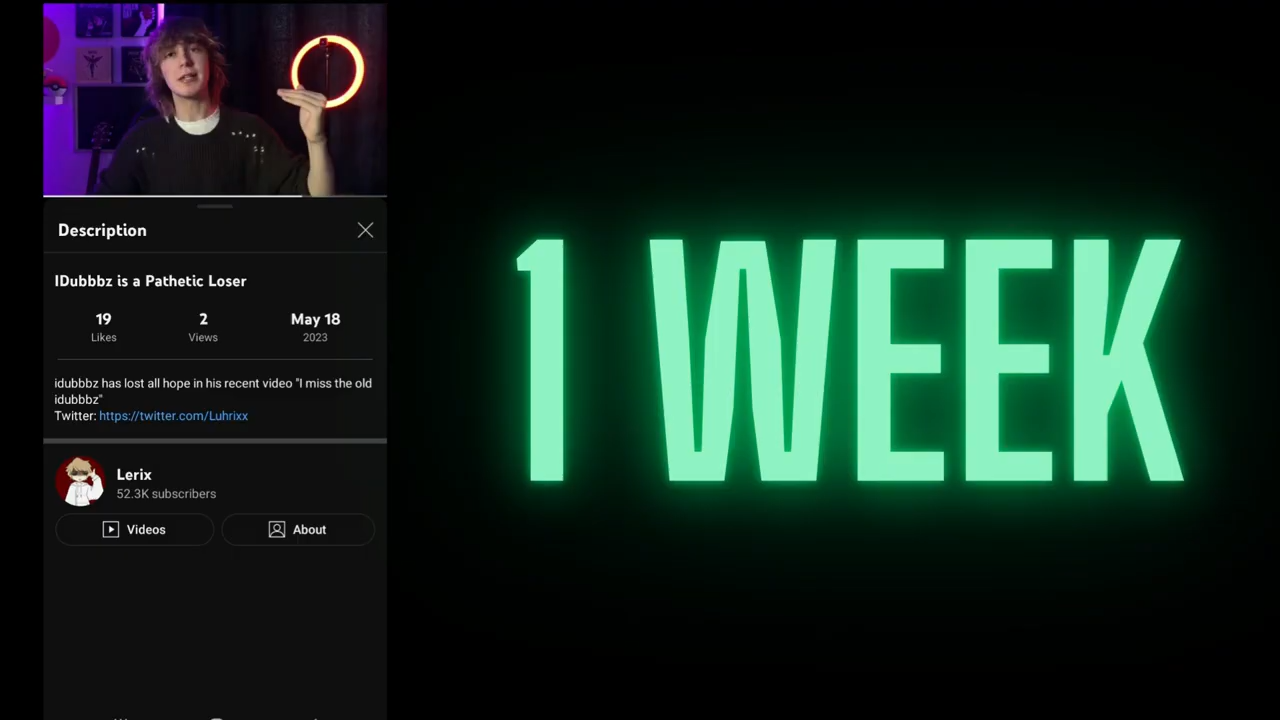 Description
IDubbbz is a Pathetic Loser
19
Likes
2
Views
May 18
2023
idubbbz has lost all hope in his recent video "I miss the old
idubbbz"
Twitter: https://twitter.com/Luhrixx
Lerix
52.3K subscribers
Videos
About
1 WEEK